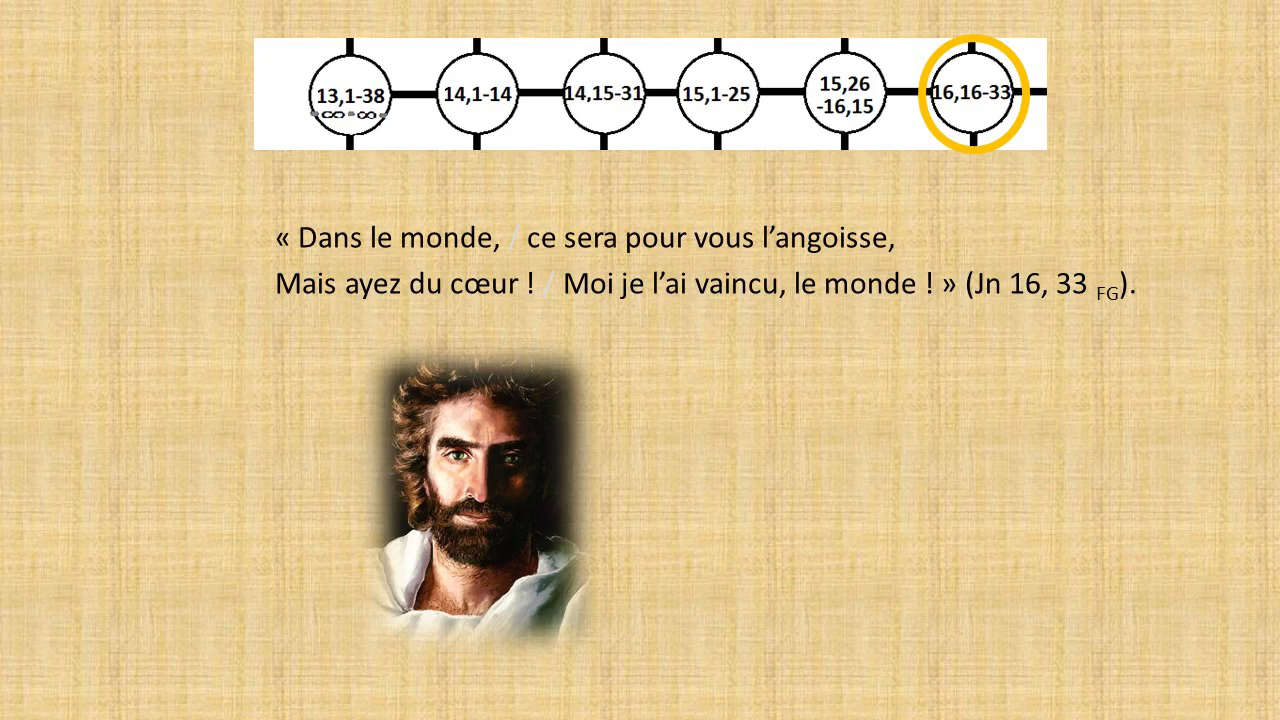 13,1-38 14,1-14 14,15-31 15,1-25 15,26 -16,15 16,16-33
« Dans le monde, / ce sera pour vous l’angoisse,
Mais ayez du cœur ! / Moi je l’ai vaincu, le monde ! » (Jn 16, 33 FG).